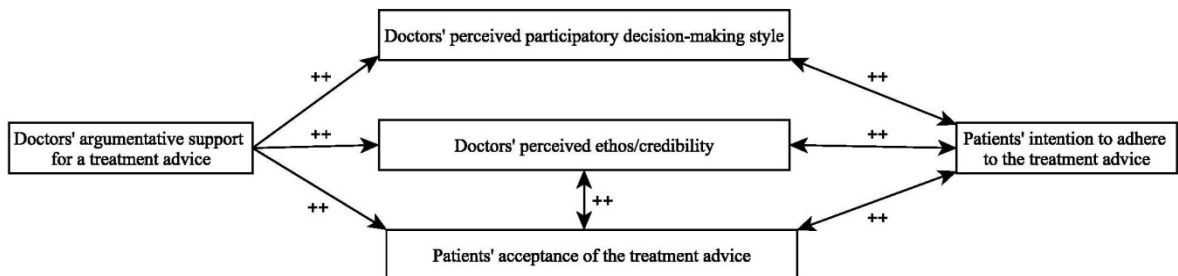 Doctors' perceived participatory decision-making style
++
++
Doctors' argumentative support
for a treatment advice
++
Doctors' perceived ethos/credibility
++
Patients' intention to adhere
to the treatment advice
++
++
++
Patients' acceptance of the treatment advice